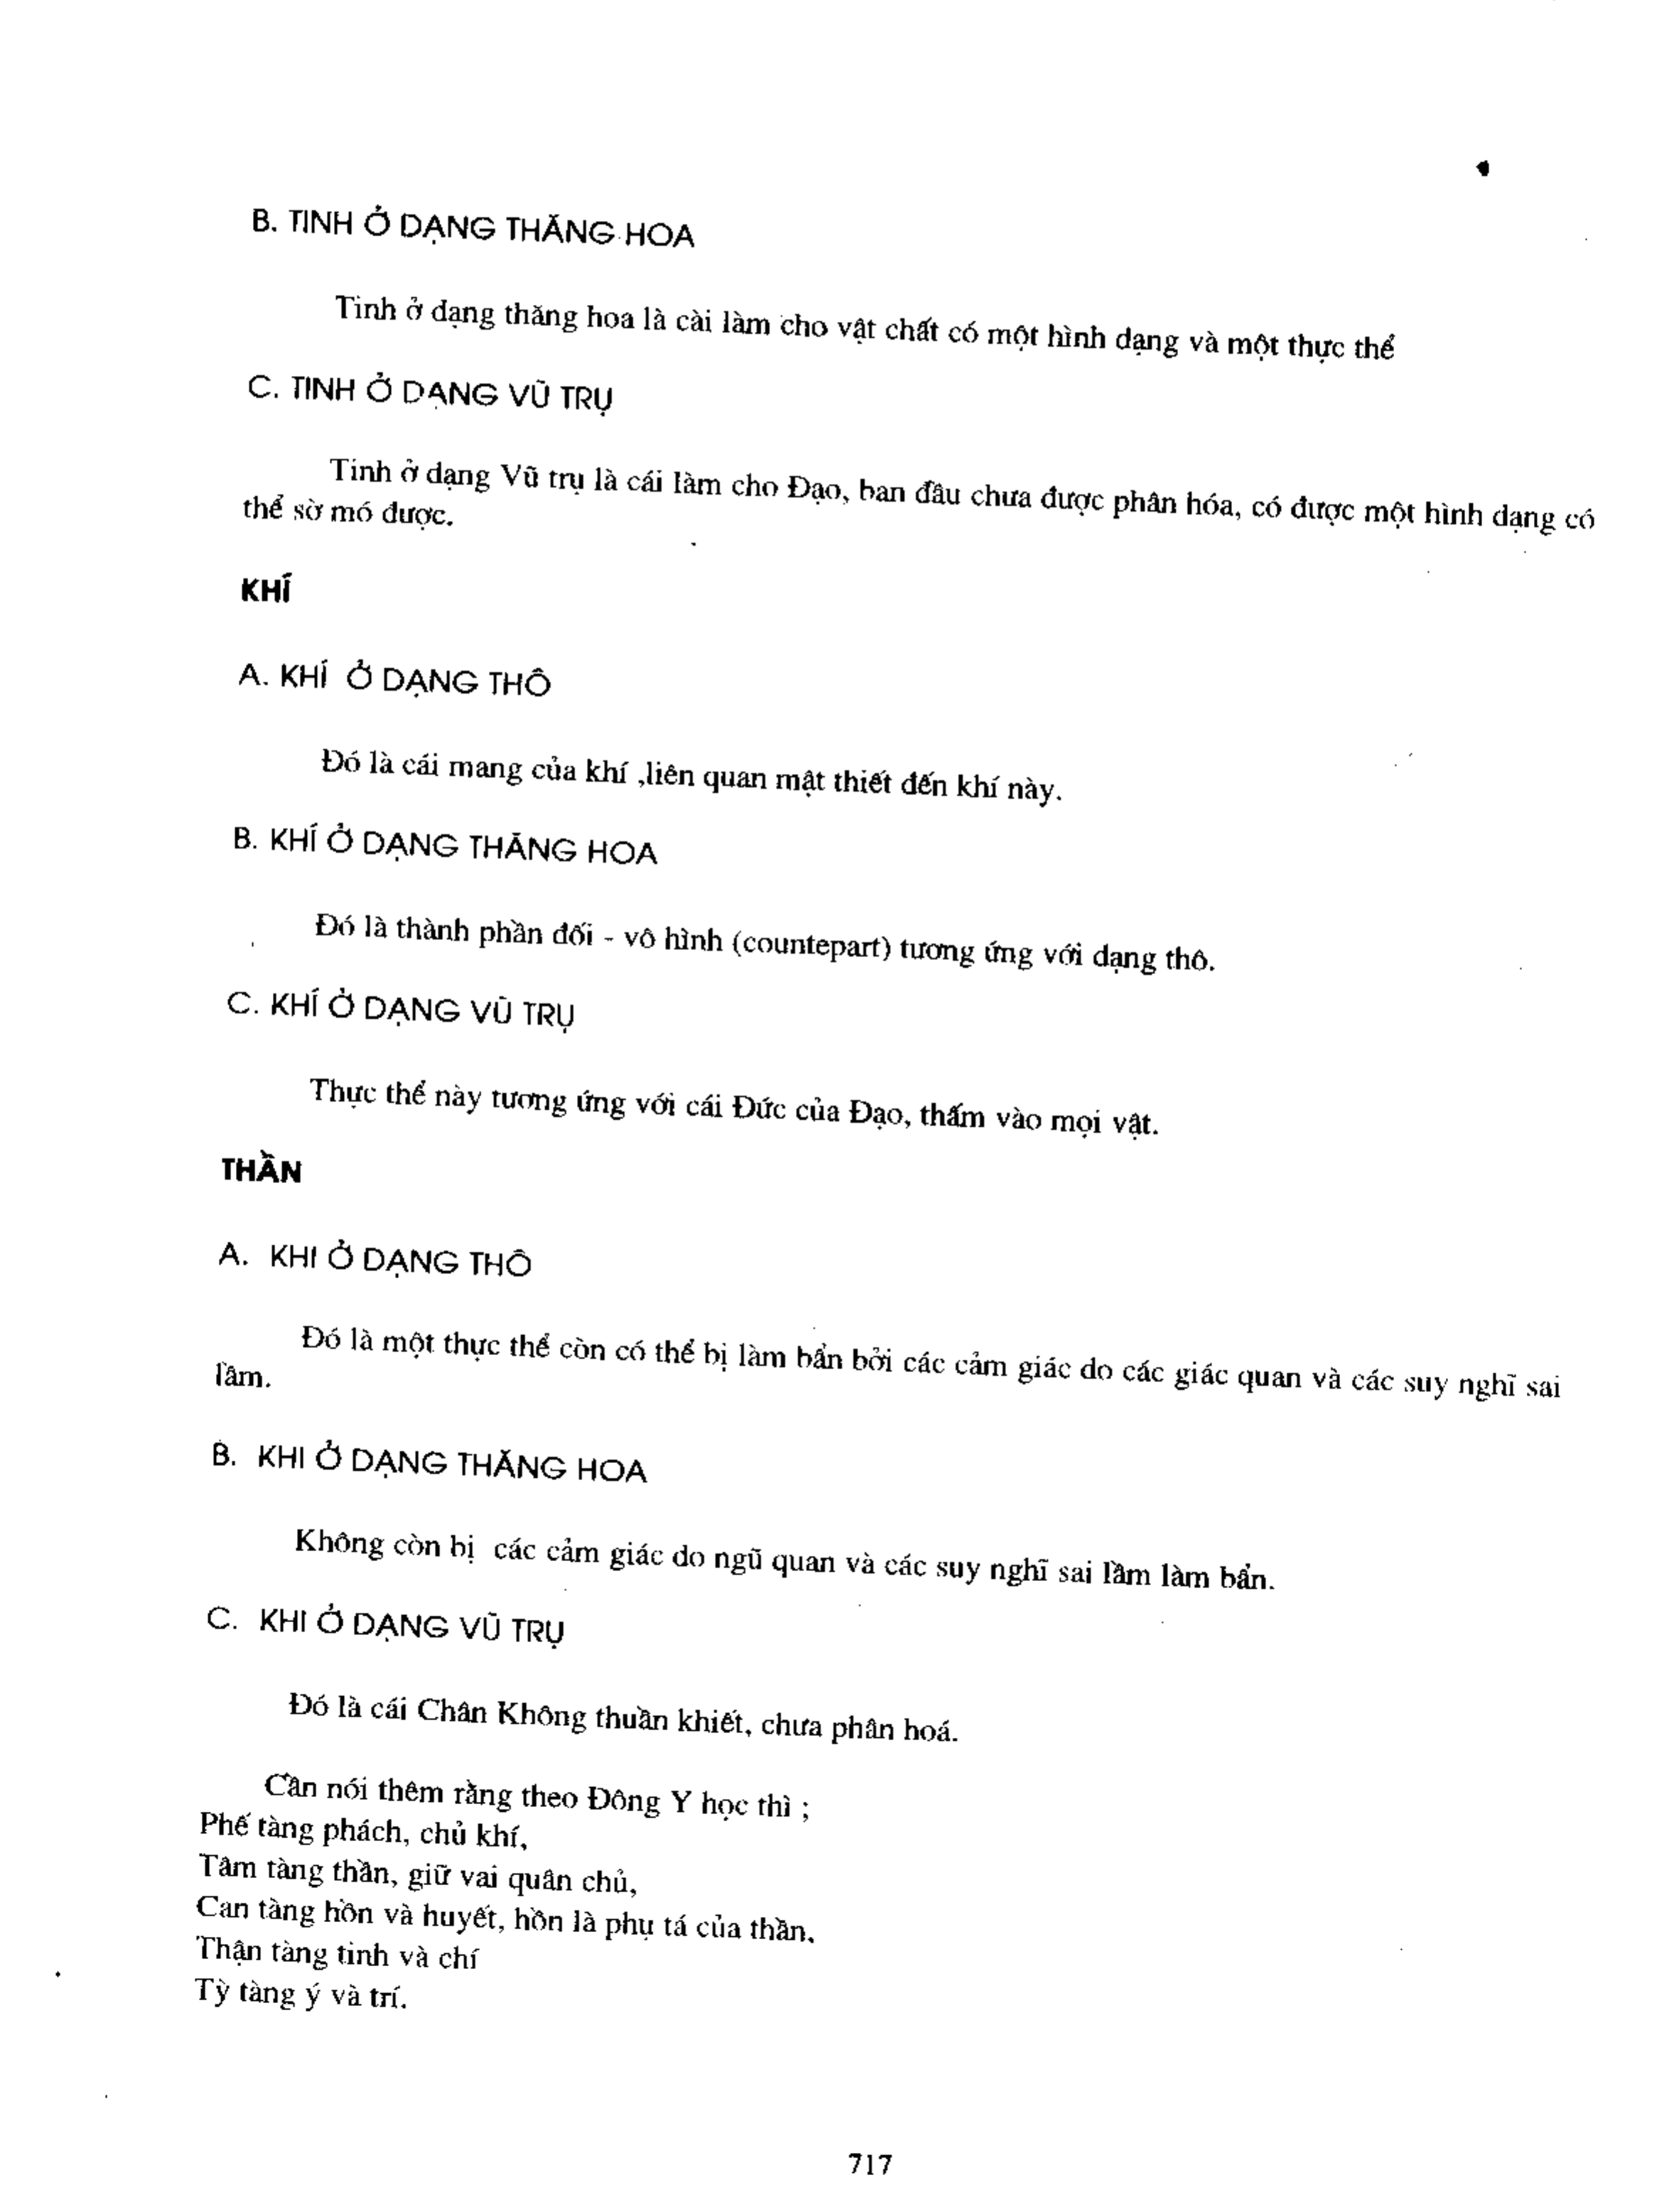 B. TINH Ở DẠNG THĂNG HOA
Tinh ở dạng thăng hoa là cài làm cho vật chất có một hình dạng và một thực thể
C. TINH Ở DẠNG VŨ TRỤ
Tinh ở dạng Vũ trụ là cái làm cho Đạo, ban đầu chưa được phân hóa, có được một hình dạng có
thể sờ mó được.
KHÍ
A. KHÍ Ở DẠNG THÔ
Đó là cái mang của khí ,liên quan mật thiết đến khí này.
B. KHÍ Ở DẠNG THĂNG HOA
Đó là thành phần đối - vô hình (countepart) tương ứng với dạng thô.
C. KHÍ Ở DẠNG VŨ TRỤ
Thực thể này tương ứng với cái Đức của Đạo, thấm vào mọi vật.
THẦN
A. KHI Ở DẠNG THÔ
Đó là một thực thể còn có thể bị làm bẩn bởi các cảm giác do các giác quan và các suy nghĩ sai
lầm.
B. KHI Ở DẠNG THĂNG HOA
Không còn bị các cảm giác do ngũ quan và các suy nghĩ sai lầm làm bẩn.
C. KHI Ở DẠNG VŨ TRỤ
Đó là cái Chân Không thuần khiết, chưa phân hoá.
Cần nói thêm rằng theo Đông Y học thì ;
Phế tàng phách, chủ khí,
Tâm tàng thần, giữ vai quân chủ,
Can tàng hồn và huyết, hồn là phụ tá của thần.
Thận tàng tinh và chí
Tỳ tàng ý và trí.
717